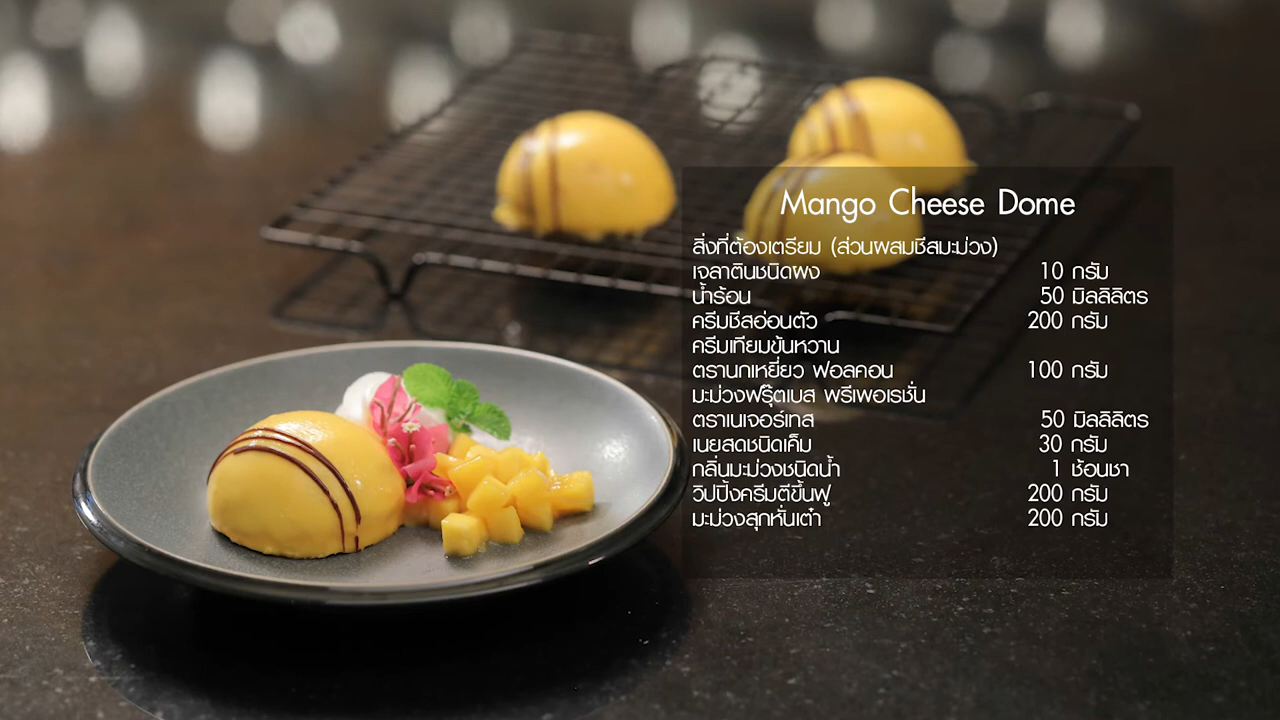 Mango Cheese Dome
สิ่งที่ต้องเตรียม (ส่วนผสมชีสมะม่วง)
เจลาตินชนิดผง 10 กรัม
น้ำร้อน 50 มิลลิลิตร
ครีมชีสอ่อนตัว 200 กรัม
ครีมเทียมข้นหวาน
ตรานกเหยี่ยว ฟอลคอน 100 กรัม
มะม่วงฟรุ๊ตเบส พรีเพอเรชั่น
ตราเนเจอร์เทส 50 มิลลิลิตร
เนยสดชนิดเค็ม 30 กรัม
กลิ่นมะม่วงชนิดน้ำ 1 ช้อนชา
วิปปิ้งครีมตีขึ้นฟู 200 กรัม
มะม่วงสุกหั่นเต๋า 200 กรัม